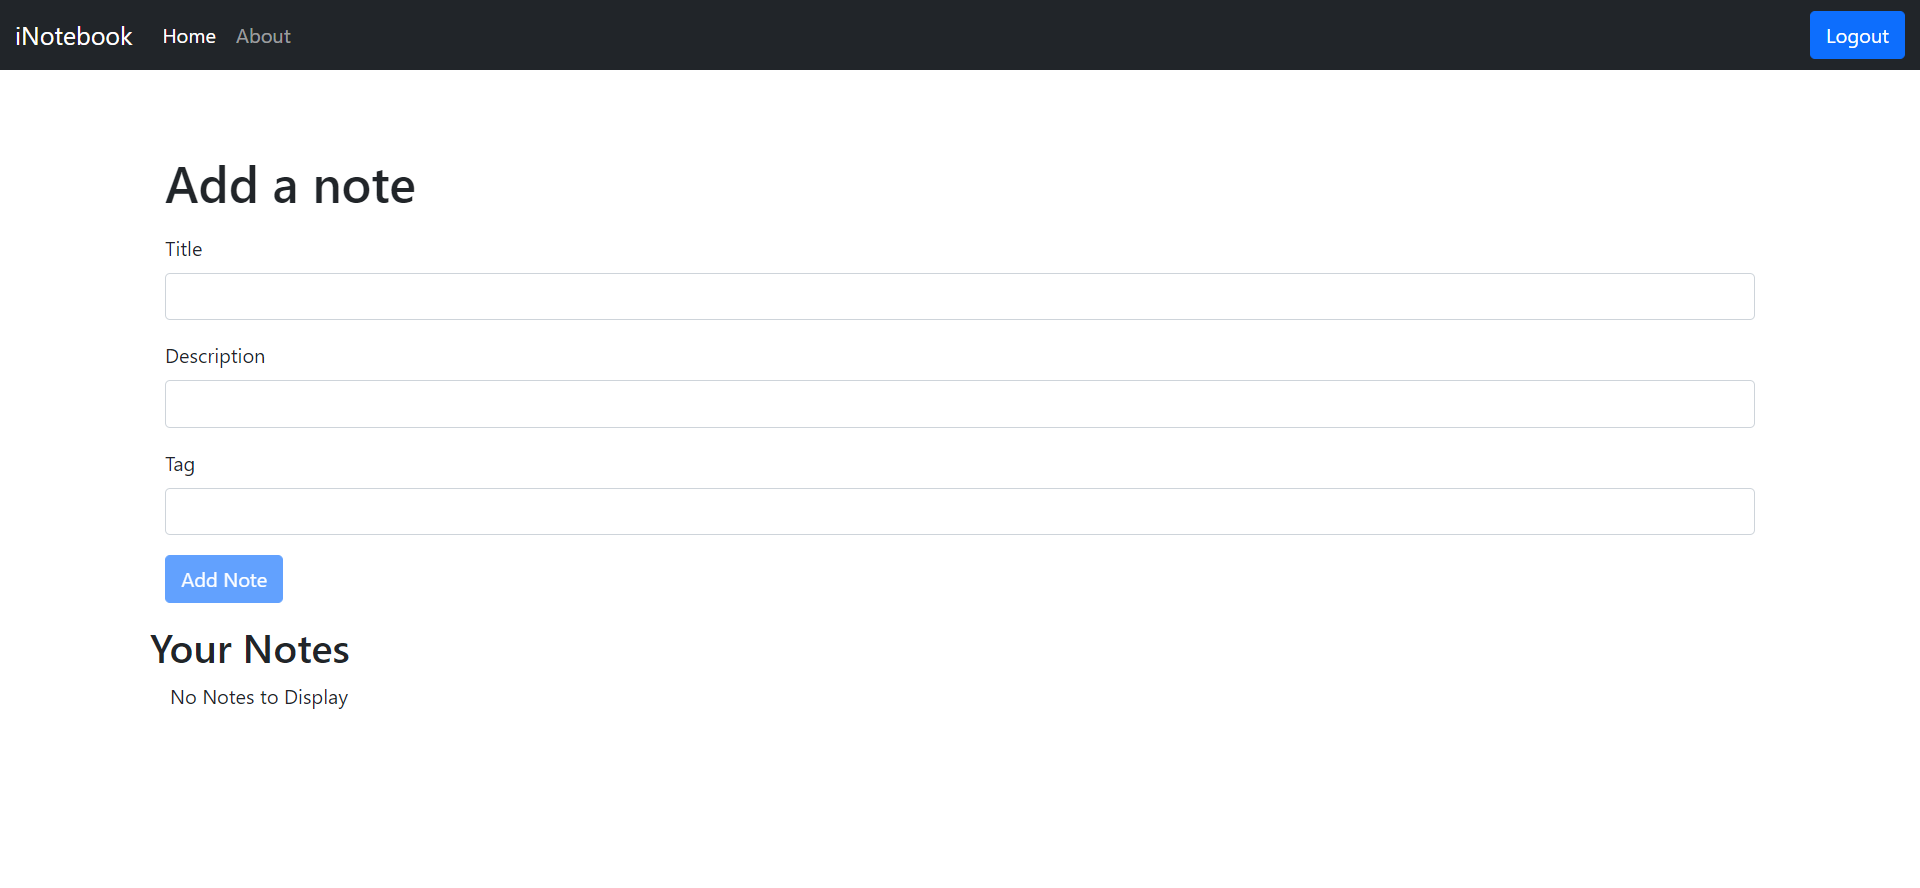 iNotebook Home About Logout
Add a note
Title
Description
Tag
Add Note
Your Notes
No Notes to Display